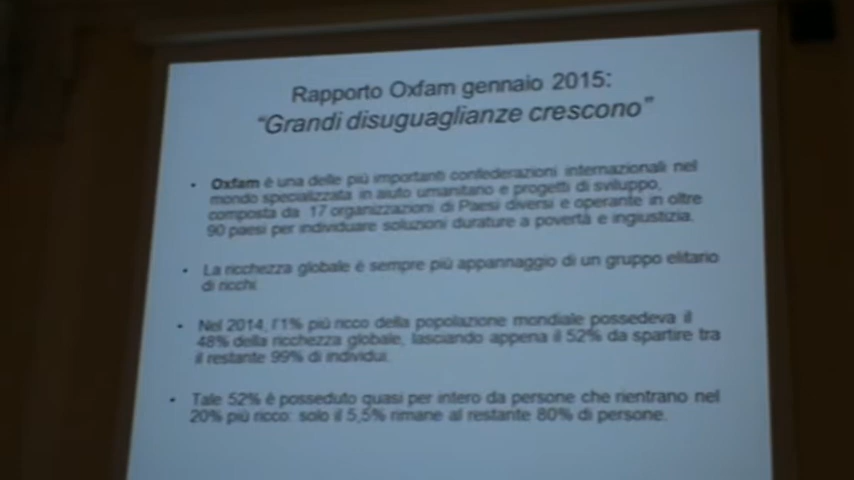 Rapporto Oxfam gennaio 2015:
"Grandi disuguaglianze crescono"
• Oxfam è una delle più importanti confederazioni internazionali nel
mondo specializzata in aiuto umanitario e progetti di sviluppo,
composta da 17 organizzazioni di Paesi diversi e operante in oltre
90 paesi per individuare soluzioni durature a povertà e ingiustizia.
• La ricchezza globale è sempre più appannaggio di un gruppo elitario
di ricchi.
• Nel 2014, l'1% più ricco della popolazione mondiale possedeva il
48% della ricchezza globale, lasciando appena il 52% da spartire tra
il restante 99% di individui.
• Tale 52% è posseduto quasi per intero da persone che rientrano nel
20% più ricco: solo il 5,5% rimane al restante 80% di persone.